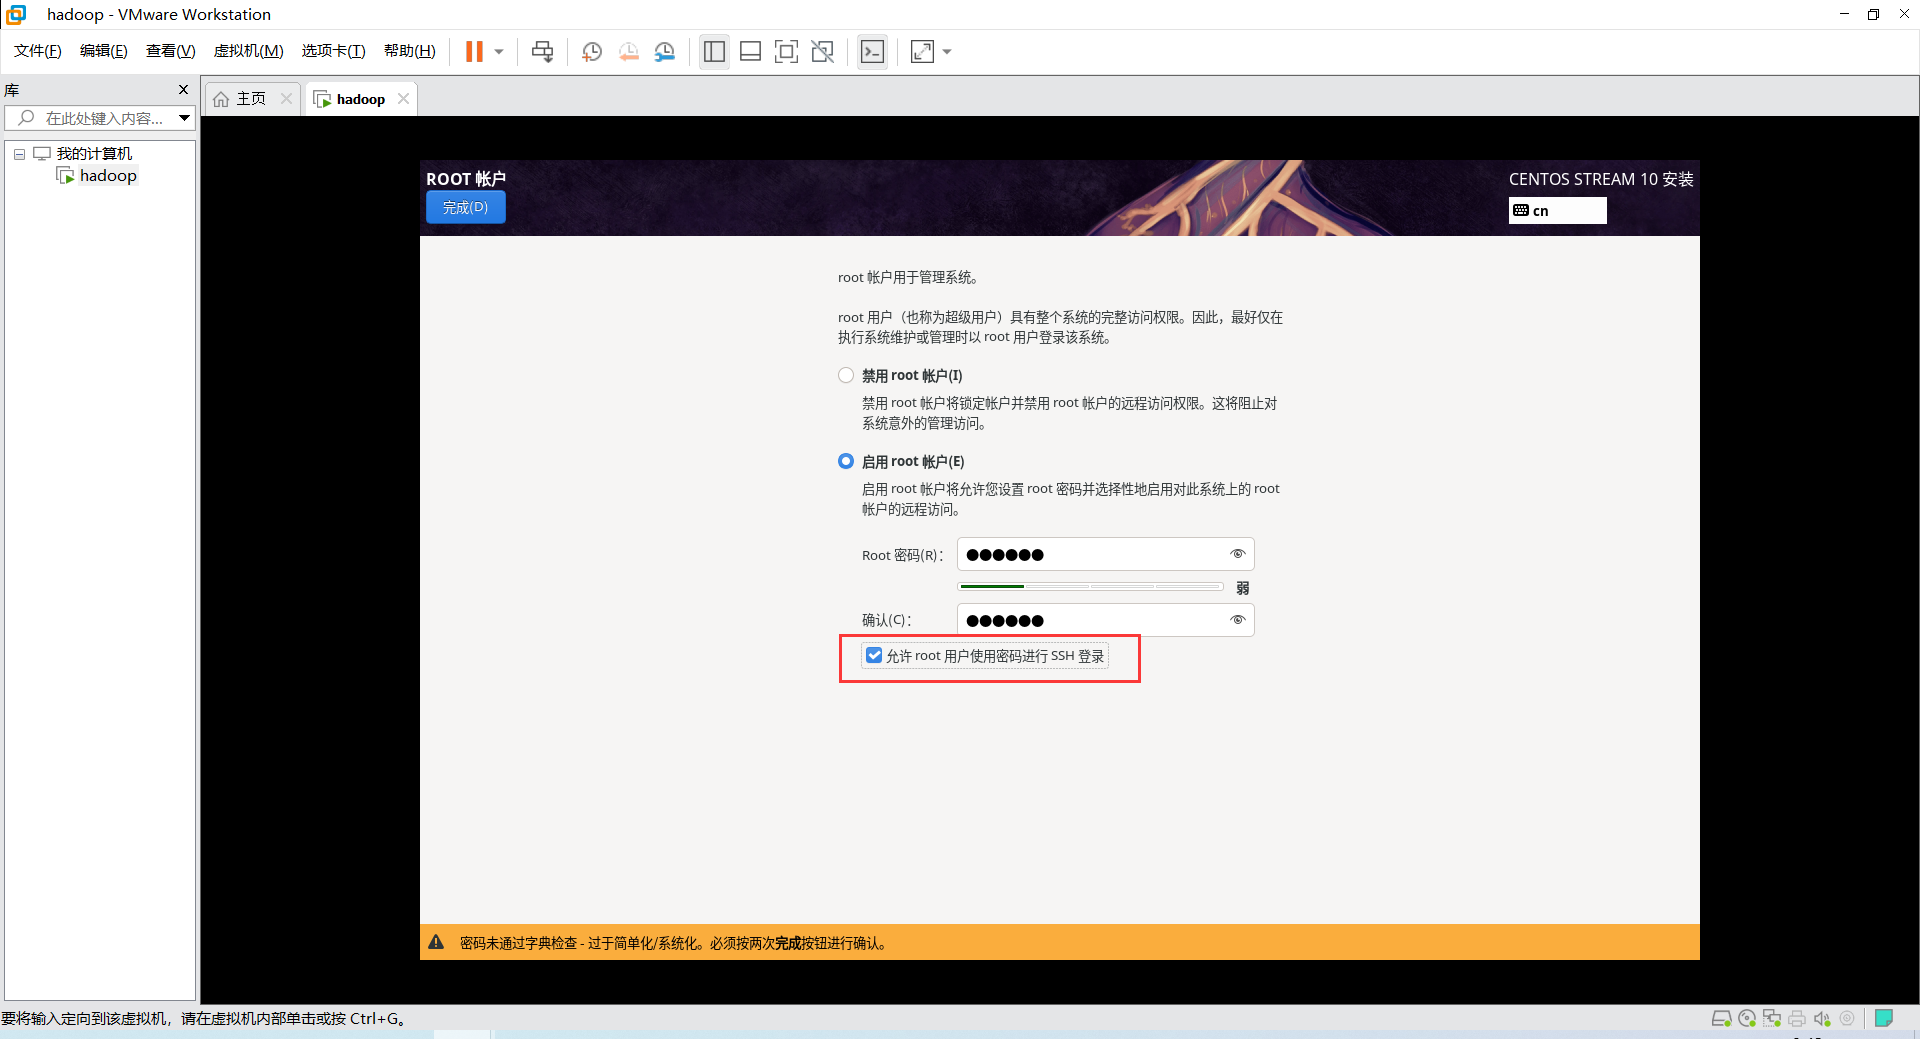 hadoop - VMware Workstation
文件(F) 编辑(E) 查看(V) 虚拟机(M) 选项卡(T) 帮助(H)
库
主页
hadoop
在此处键入内容...
我的计算机
hadoop
ROOT 帐户
完成(D)
CENTOS STREAM 10 安装
cn
root 帐户用于管理系统。
root 用户（也称为超级用户）具有整个系统的完整访问权限。因此，最好仅在
执行系统维护或管理时以 root 用户登录该系统。
禁用 root 帐户(I)
禁用 root 帐户将锁定帐户并禁用 root 帐户的远程访问权限。这将阻止对
系统意外的管理访问。
启用 root 帐户(E)
启用 root 帐户将允许您设置 root 密码并选择性地启用对此系统上的 root
帐户的远程访问。
Root 密码(R)：
弱
确认(C)：
允许 root 用户使用密码进行 SSH 登录
密码未通过字典检查 - 过于简单化/系统化。必须按两次完成按钮进行确认。
要将输入定向到该虚拟机，请在虚拟机内部单击或按 Ctrl+G。